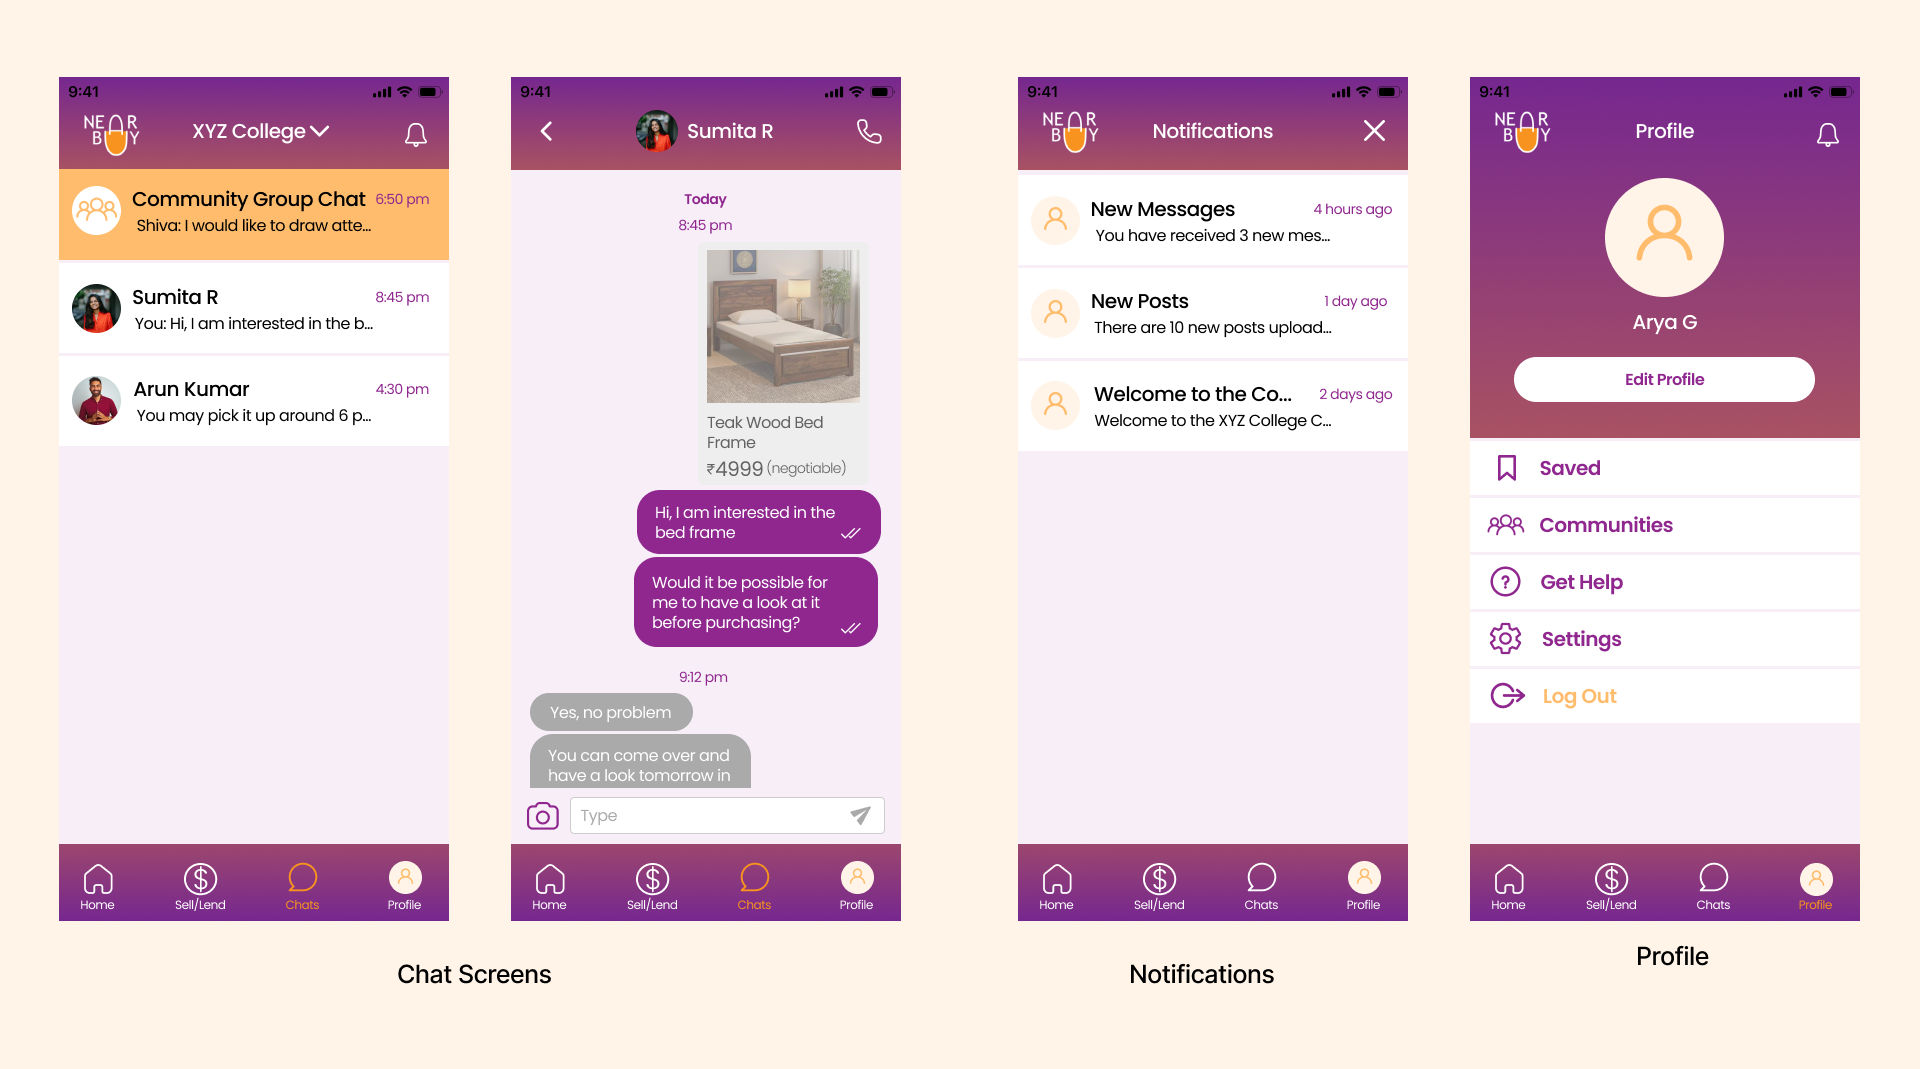 9:41
NE R
B Y
XYZ College
Community Group Chat 6:50 pm
Shiva: I would like to draw atte...
Sumita R 8:45 pm
You: Hi, I am interested in the b...
Arun Kumar 4:30 pm
You may pick it up around 6 p...
Home Sell/Lend Chats Profile
9:41
Sumita R
Today
8:45 pm
Teak Wood Bed
Frame
₹4999 (negotiable)
Hi, I am interested in the
bed frame
Would it be possible for
me to have a look at it
before purchasing?
9:12 pm
Yes, no problem
You can come over and
have a look tomorrow in
Type
Home Sell/Lend Chats Profile
Chat Screens
9:41
NE R
B Y
Notifications
New Messages 4 hours ago
You have received 3 new mes...
New Posts 1 day ago
There are 10 new posts upload...
Welcome to the Co... 2 days ago
Welcome to the XYZ College C...
Home Sell/Lend Chats Profile
Notifications
9:41
NE R
B Y
Profile
Arya G
Edit Profile
Saved
Communities
Get Help
Settings
Log Out
Home Sell/Lend Chats Profile
Profile